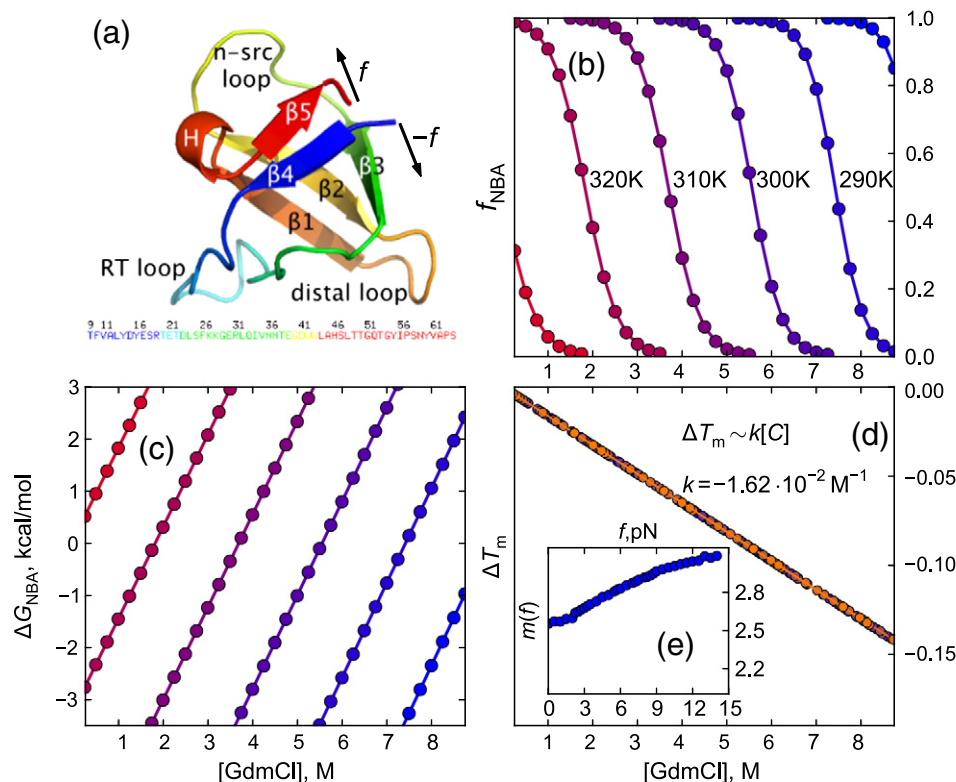 (a)
n-src
loop
f
β5
−f
H
β4
β3
β2
β1
RT loop
distal loop
9 11 16 21 26 31 36 41 46 51 56 61
TFVALYDYESRTETDLSFKKGERLQIVNNTEGDWWLAHSLTTGQTGYIPSNYVAPS
(b)
1.0
0.8
0.6
0.4
0.2
0.0
f_NBA
320K
310K
300K
290K
1 2 3 4 5 6 7 8
(c)
3
2
1
0
−1
−2
−3
ΔG_NBA, kcal/mol
1 2 3 4 5 6 7 8
[GdmCl], M
(d)
0.00
−0.05
−0.10
−0.15
ΔT_m
ΔT_m ∼ k[C]
k = −1.62 · 10⁻² M⁻¹
f,pN
m(f)
2.8
2.5
2.2
(e)
0 3 6 9 12 15
1 2 3 4 5 6 7 8
[GdmCl], M